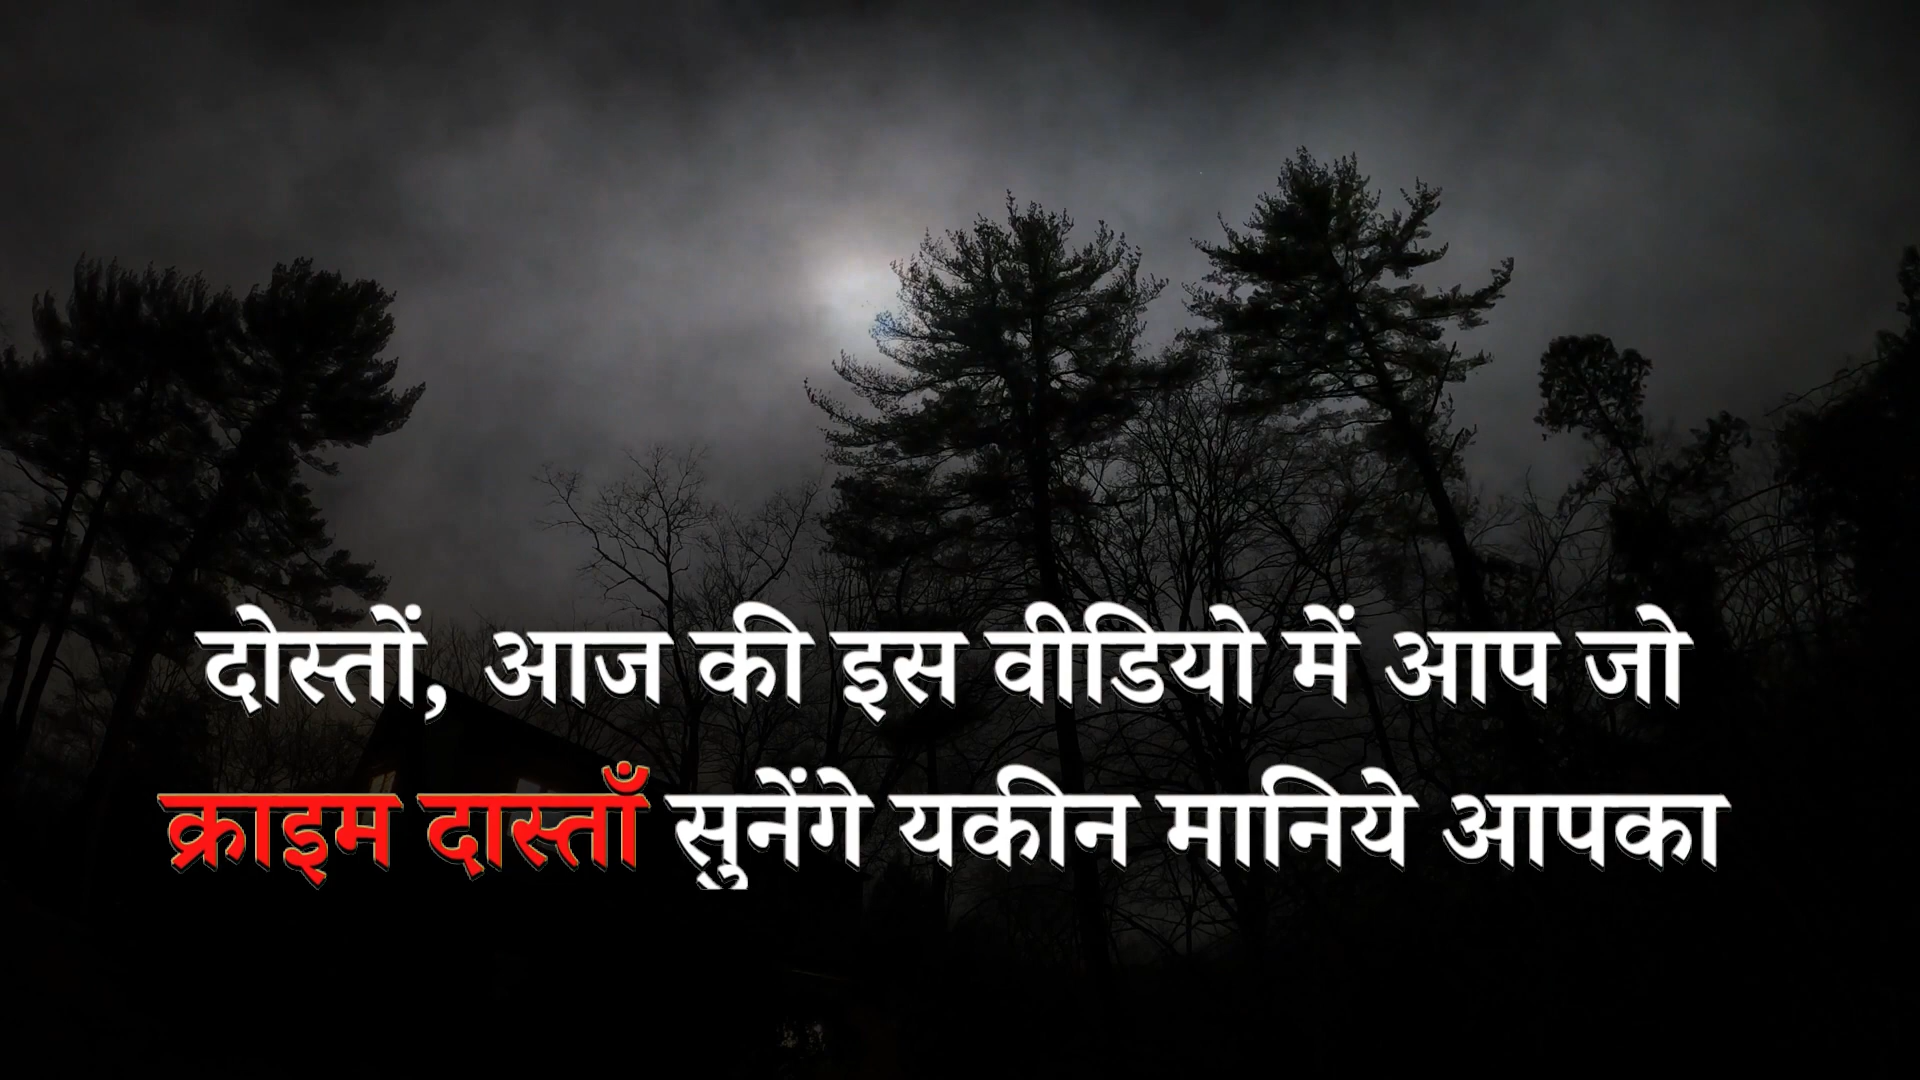 दोस्तों, आज की इस वीडियो में आप जो
क्राइम दास्ताँ सुनेंगे यकीन मानिये आपका